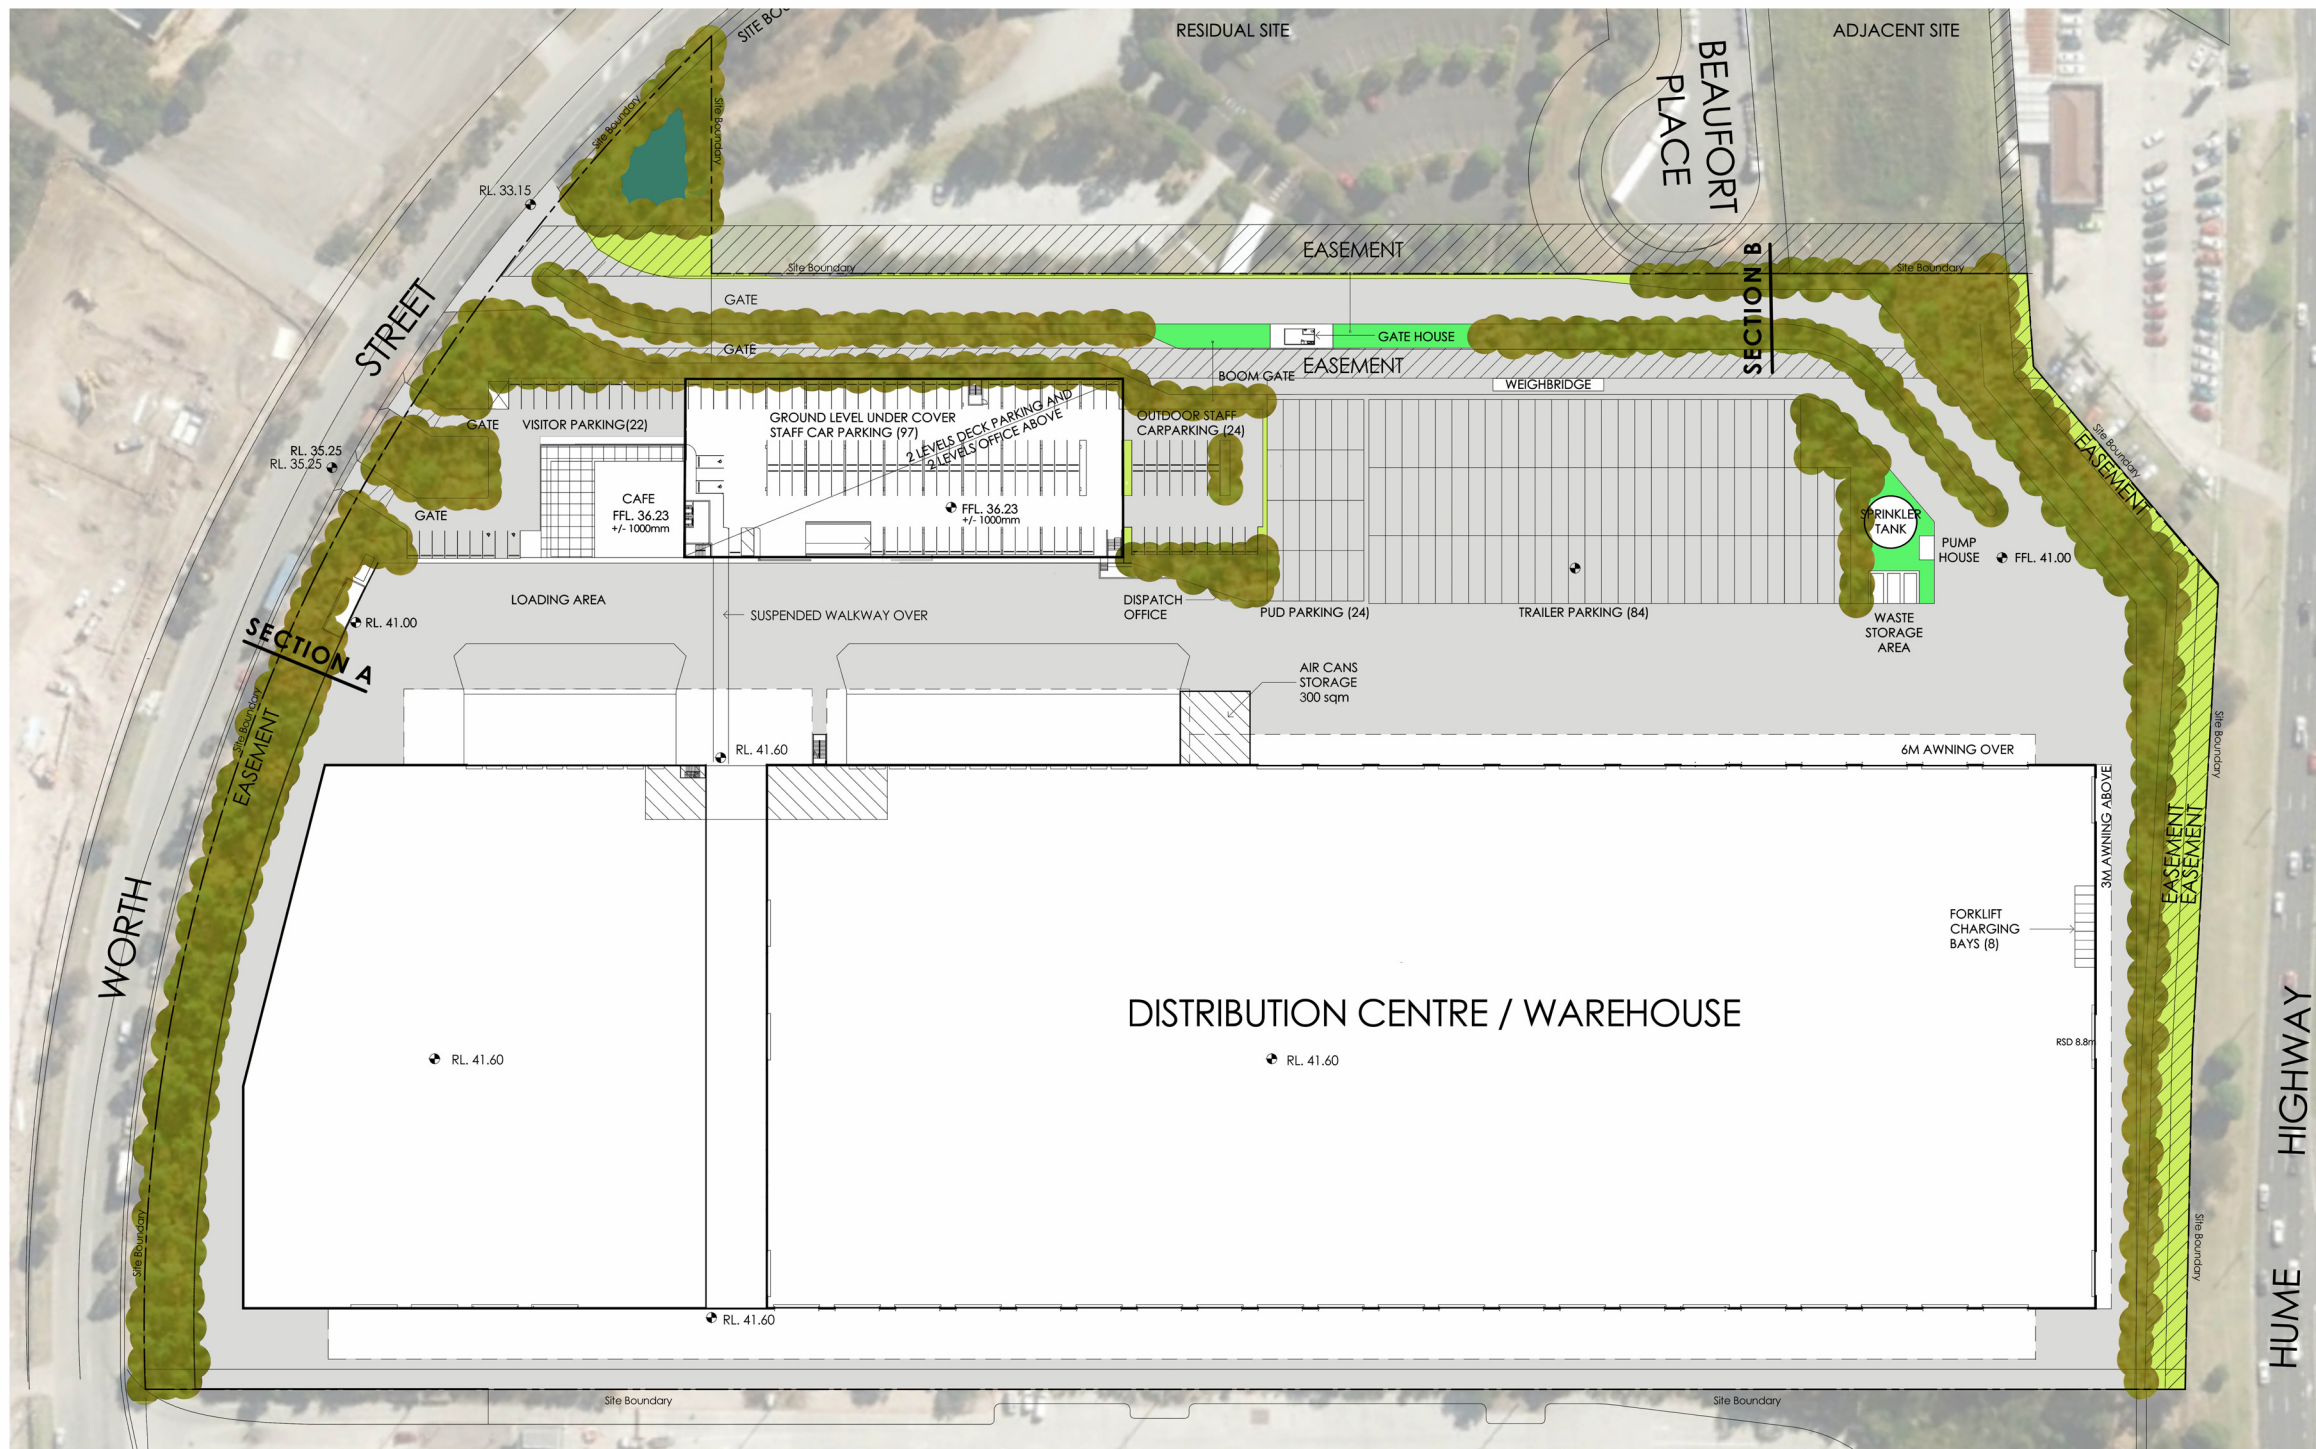 SITE BOU
RESIDUAL SITE
ADJACENT SITE
BEAUFORT
PLACE
Site Boundary
Site Boundary
RL. 33.15
EASEMENT
Site Boundary
Site Boundary
SECTION B
STREET
GATE
GATE HOUSE
GATE
EASEMENT
BOOM GATE
WEIGHBRIDGE
GATE
VISITOR PARKING(22)
GROUND LEVEL UNDER COVER
STAFF CAR PARKING (97)
2 LEVELS DECK PARKING AND
2 LEVELS OFFICE ABOVE
OUTDOOR STAFF
CARPARKING (24)
Site Boundary
EASEMENT
RL. 35.25
RL. 35.25
CAFE
FFL. 36.23
+/- 1000mm
FFL. 36.23
+/- 1000mm
GATE
SPRINKLER
TANK
PUMP
HOUSE
FFL. 41.00
LOADING AREA
SUSPENDED WALKWAY OVER
DISPATCH
OFFICE
PUD PARKING (24)
TRAILER PARKING (84)
WASTE
STORAGE
AREA
RL. 41.00
SECTION A
AIR CANS
STORAGE
300 sqm
Site Boundary
EASEMENT
RL. 41.60
6M AWNING OVER
3M AWNING ABOVE
Site Boundary
EASEMENT
EASEMENT
WORTH
FORKLIFT
CHARGING
BAYS (8)
DISTRIBUTION CENTRE / WAREHOUSE
RSD 8.8m
RL. 41.60
RL. 41.60
HUME HIGHWAY
Site Boundary
Site Boundary
RL. 41.60
Site Boundary
Site Boundary